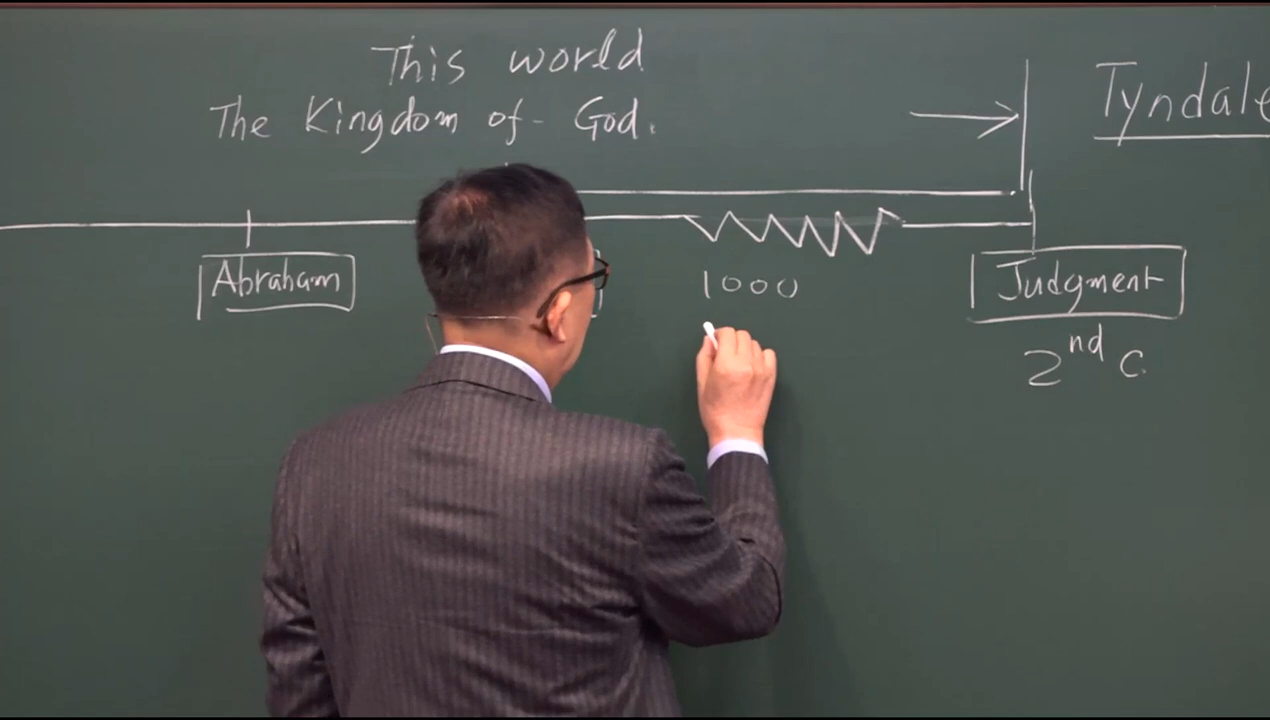 This world
The Kingdom of God.
Tyndale
Abraham
1000
Judgment
2nd C.